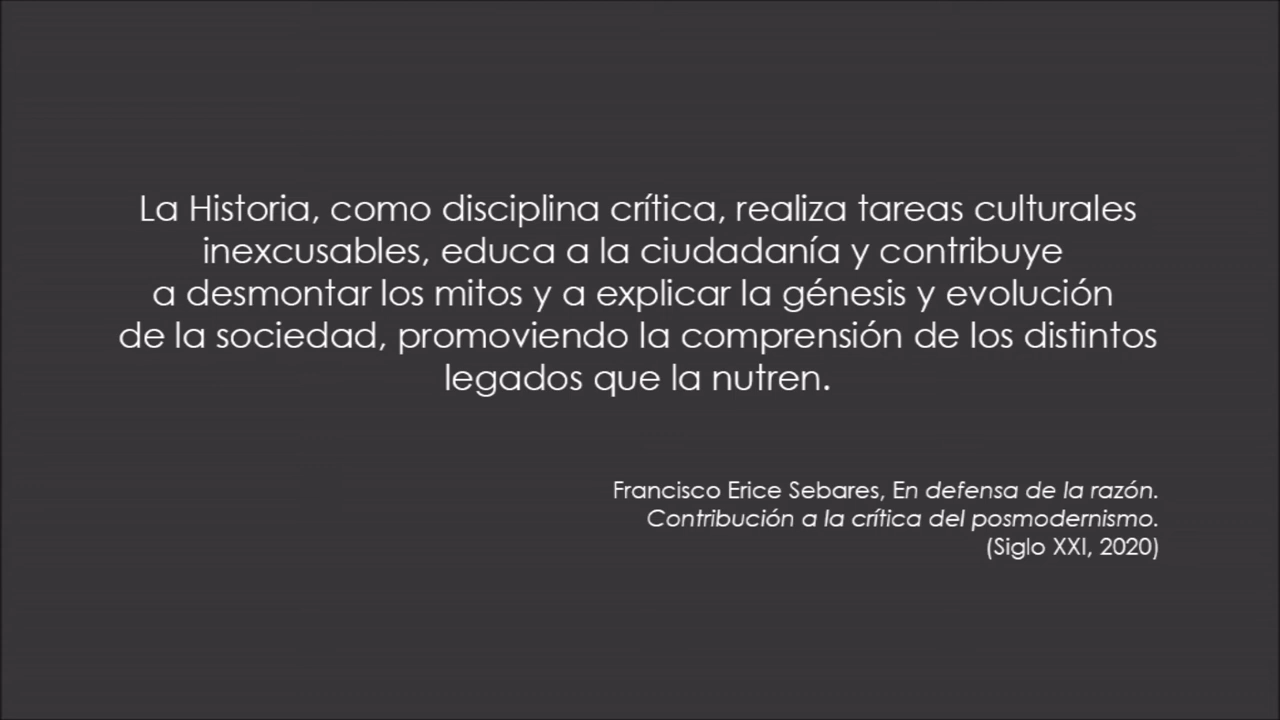 La Historia, como disciplina crítica, realiza tareas culturales
inexcusables, educa a la ciudadanía y contribuye
a desmontar los mitos y a explicar la génesis y evolución
de la sociedad, promoviendo la comprensión de los distintos
legados que la nutren.
Francisco Erice Sebares, En defensa de la razón.
Contribución a la crítica del posmodernismo.
(Siglo XXI, 2020)